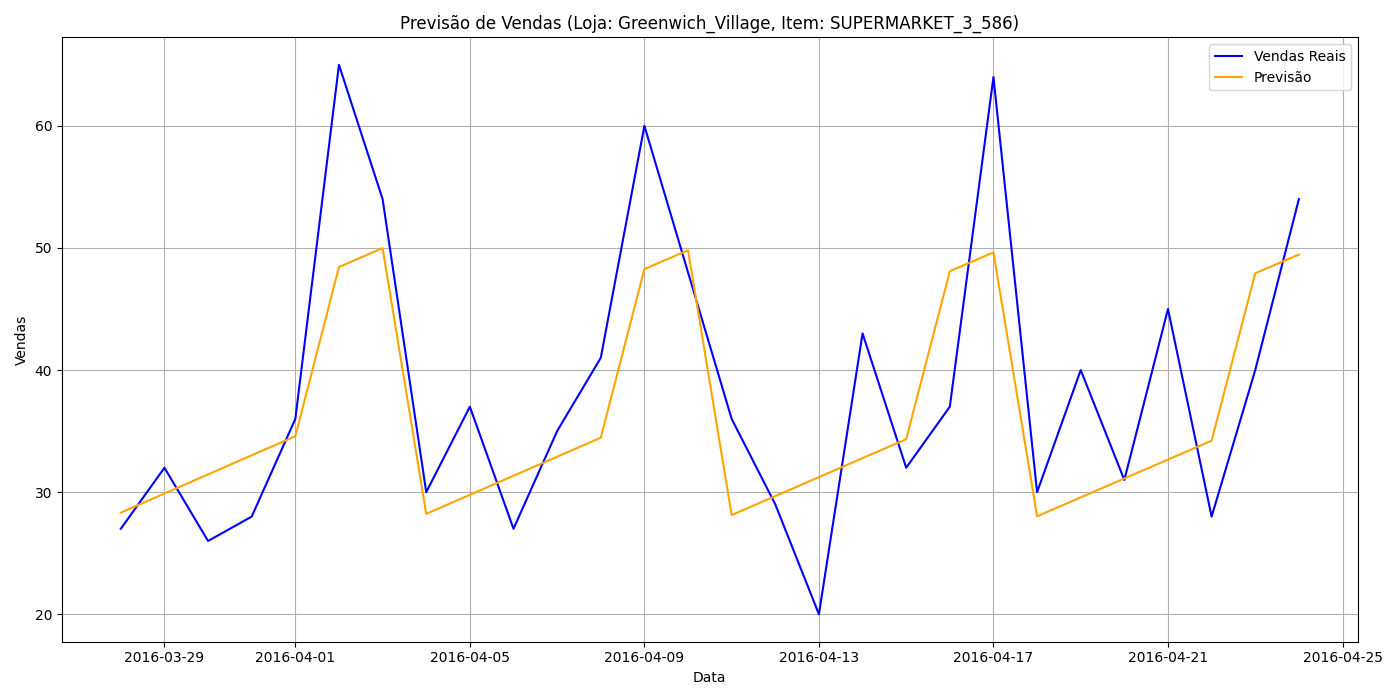 Previsão de Vendas (Loja: Greenwich_Village, Item: SUPERMARKET_3_586)
Vendas Reais
Previsão
Vendas
60
50
40
30
20
2016-03-29 2016-04-01 2016-04-05 2016-04-09 2016-04-13 2016-04-17 2016-04-21 2016-04-25
Data